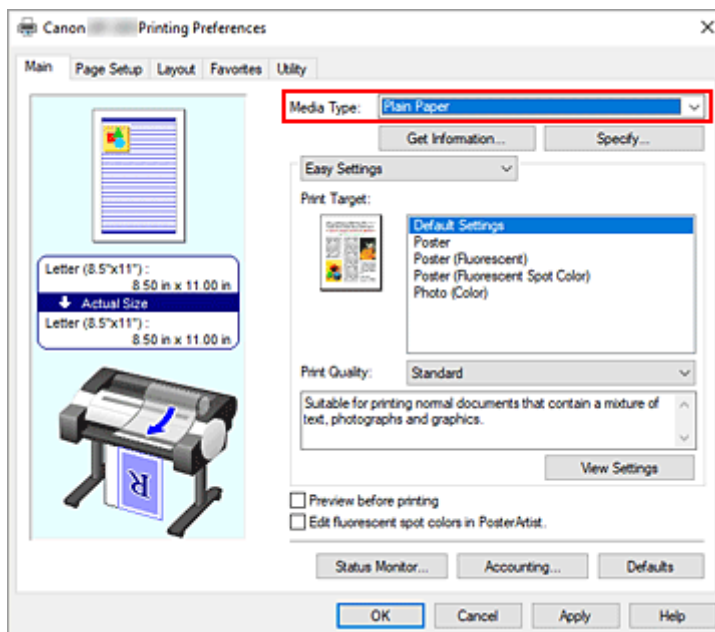 Canon Printing Preferences
Main Page Setup Layout Favorites Utility
Media Type: Plain Paper
Get Information... Specify...
Easy Settings
Print Target:
Default Settings
Poster
Poster (Fluorescent)
Poster (Fluorescent Spot Color)
Photo (Color)
Letter (8.5"x11") :
8.50 in x 11.00 in
Actual Size
Letter (8.5"x11") :
8.50 in x 11.00 in
Print Quality: Standard
Suitable for printing normal documents that contain a mixture of
text, photographs and graphics.
View Settings
R
Preview before printing
Edit fluorescent spot colors in PosterArtist.
Status Monitor... Accounting... Defaults
OK Cancel Apply Help